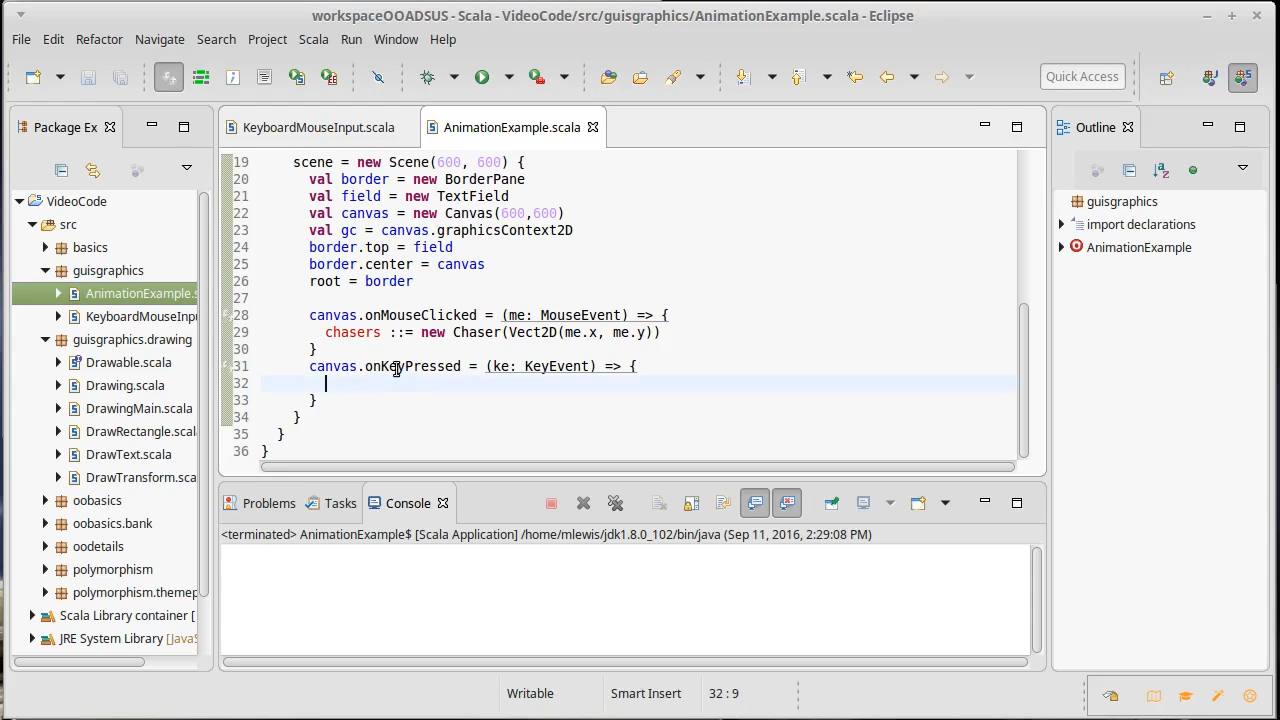 workspaceOOADSUS - Scala - VideoCode/src/guisgraphics/AnimationExample.scala - Eclipse
File Edit Refactor Navigate Search Project Scala Run Window Help
Quick Access
Package Ex
KeyboardMouseInput.scala
AnimationExample.scala
Outline
VideoCode
src
basics
guisgraphics
AnimationExample.s
KeyboardMouseInpu
guisgraphics.drawing
Drawable.scala
Drawing.scala
DrawingMain.scala
DrawRectangle.scal
DrawText.scala
DrawTransform.sca
oobasics
oobasics.bank
oodetails
polymorphism
polymorphism.themep
Scala Library container [
JRE System Library [JavaS
19 scene = new Scene(600, 600) {
20 val border = new BorderPane
21 val field = new TextField
22 val canvas = new Canvas(600,600)
23 val gc = canvas.graphicsContext2D
24 border.top = field
25 border.center = canvas
26 root = border
27
28 canvas.onMouseClicked = (me: MouseEvent) => {
29 chasers ::= new Chaser(Vect2D(me.x, me.y))
30 }
31 canvas.onKeyPressed = (ke: KeyEvent) => {
32
33 }
34 }
35 }
36 }
guisgraphics
import declarations
AnimationExample
Problems Tasks Console
<terminated> AnimationExample$ [Scala Application] /home/mlewis/jdk1.8.0_102/bin/java (Sep 11, 2016, 2:29:08 PM)
Writable Smart Insert 32 : 9